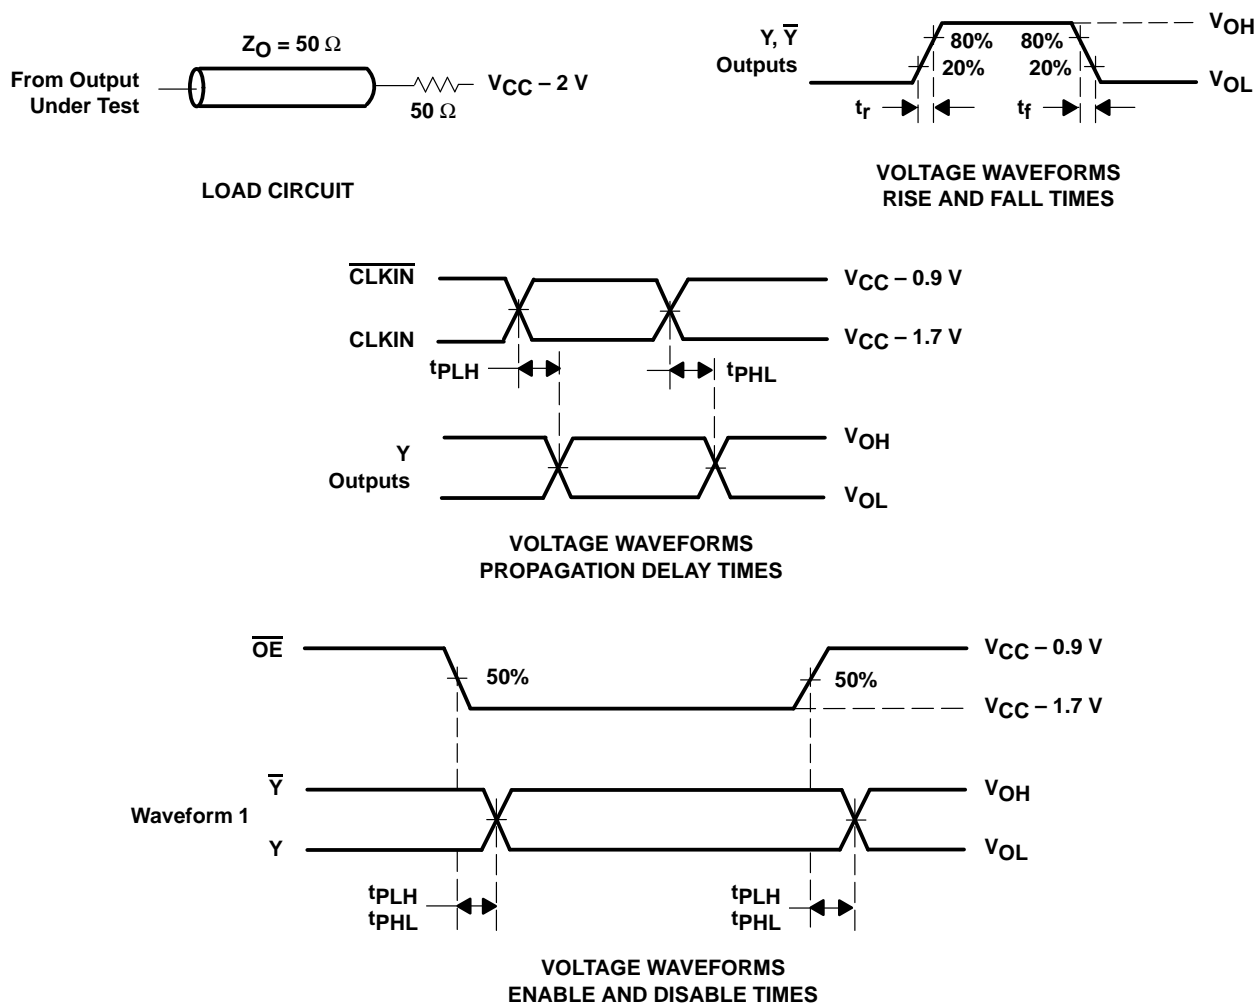 Z_O = 50 Ω
From Output
Under Test
V_CC – 2 V
50 Ω
LOAD CIRCUIT
Y, Y̅
Outputs
80%
80%
20%
20%
V_OH
V_OL
t_r
t_f
VOLTAGE WAVEFORMS
RISE AND FALL TIMES
C̅L̅K̅I̅N̅
V_CC – 0.9 V
CLKIN
V_CC – 1.7 V
t_PLH
t_PHL
Y
Outputs
V_OH
V_OL
VOLTAGE WAVEFORMS
PROPAGATION DELAY TIMES
O̅E̅
50%
50%
V_CC – 0.9 V
V_CC – 1.7 V
Waveform 1
Y̅
Y
V_OH
V_OL
t_PLH
t_PHL
t_PLH
t_PHL
VOLTAGE WAVEFORMS
ENABLE AND DISABLE TIMES